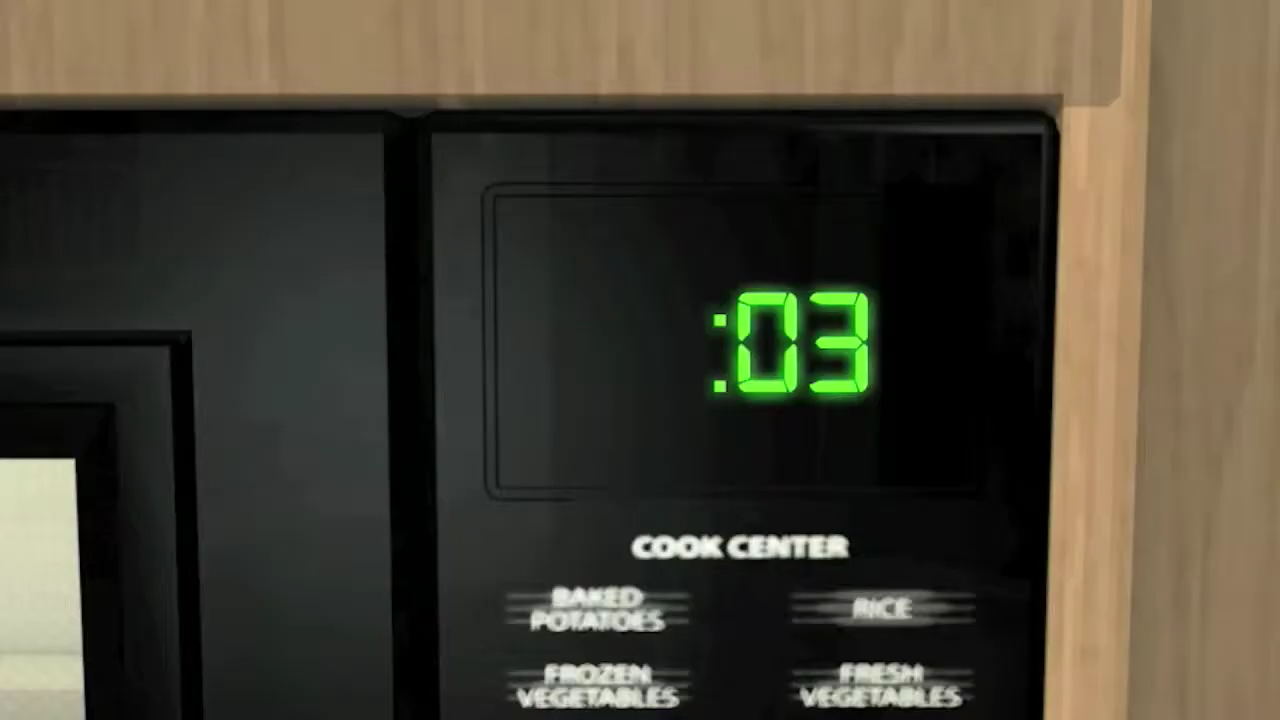 :03
COOK CENTER
BAKED
POTATOES
RICE
FROZEN
VEGETABLES
FRESH
VEGETABLES